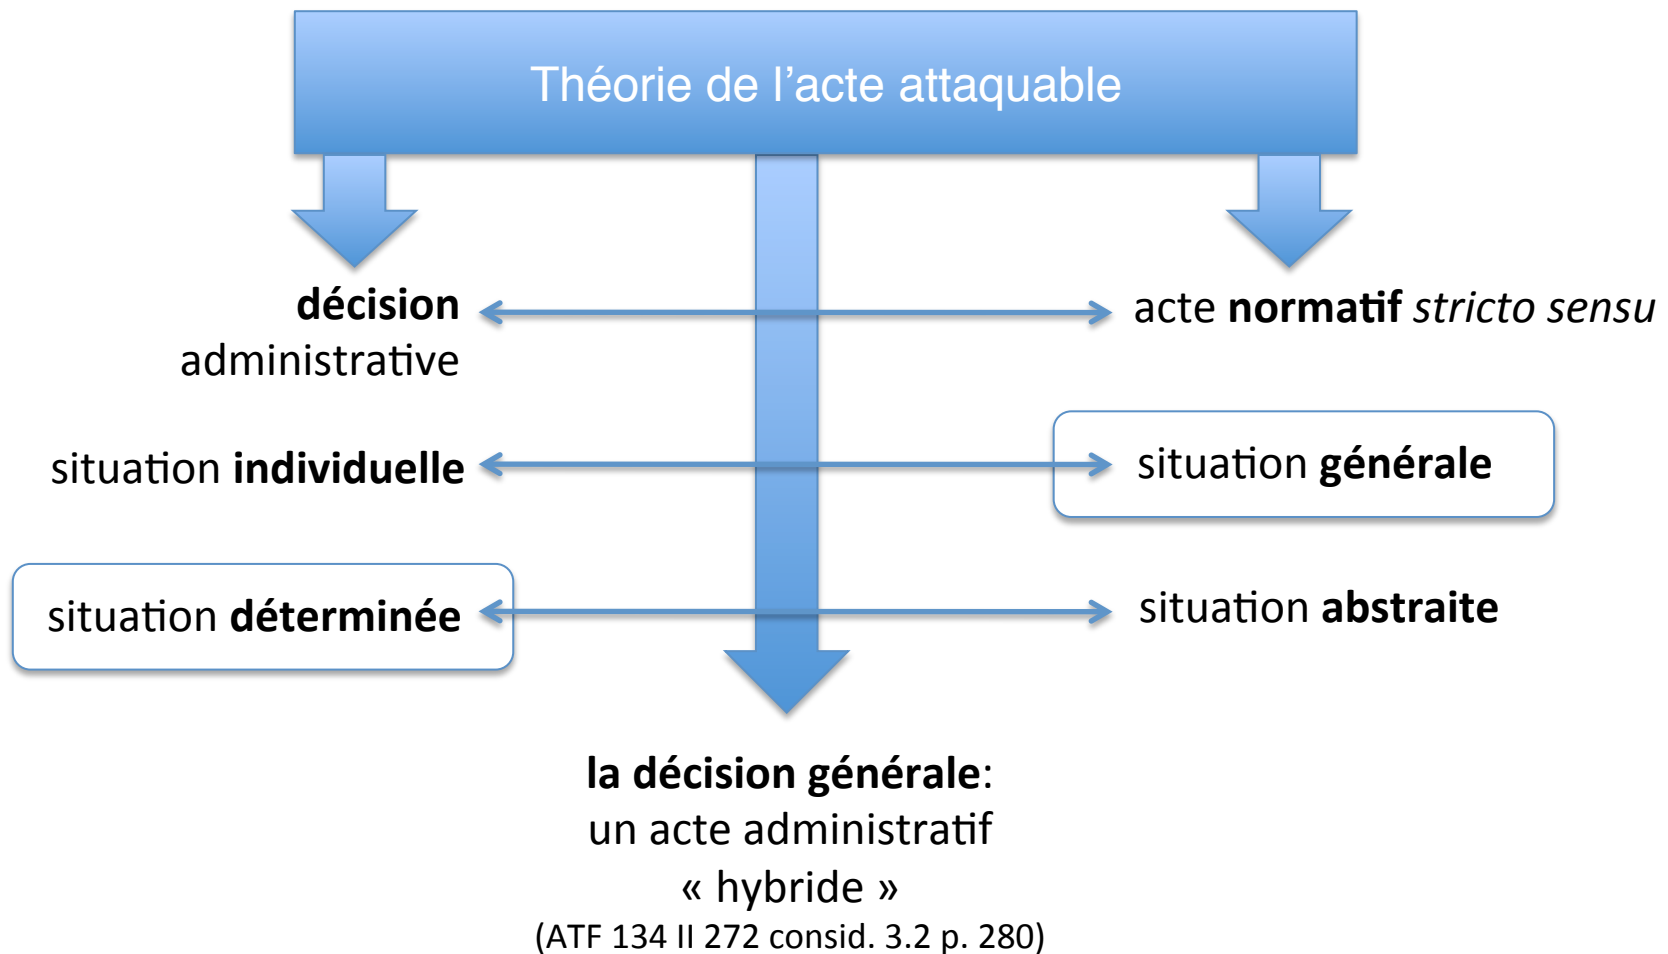 Théorie de l’acte attaquable
décision
administrative
acte normatif stricto sensu
situation individuelle
situation générale
situation déterminée
situation abstraite
la décision générale:
un acte administratif
« hybride »
(ATF 134 II 272 consid. 3.2 p. 280)